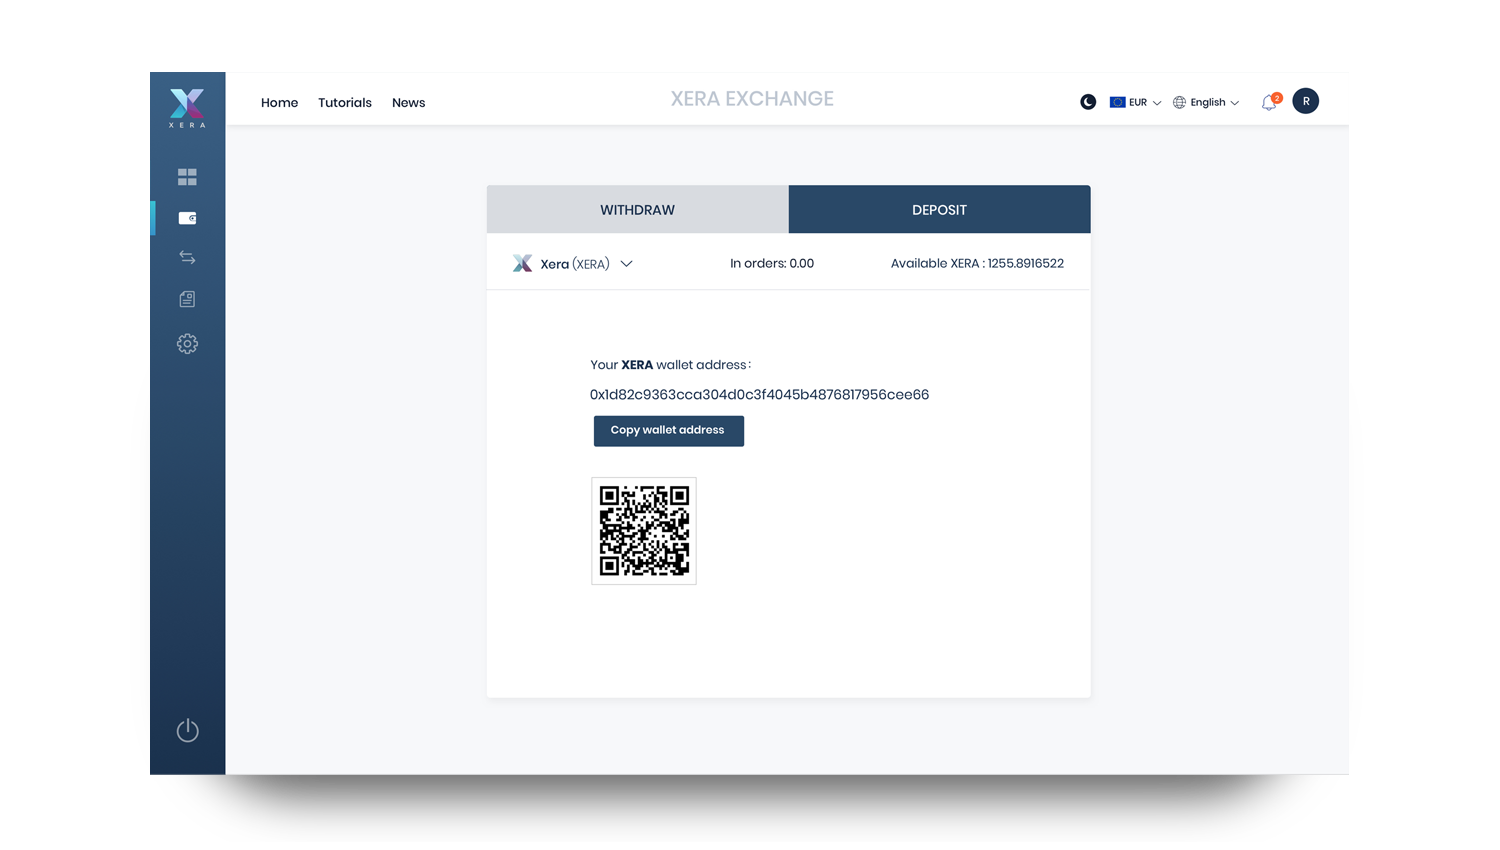 XERA
Home Tutorials News
XERA EXCHANGE
EUR English 2 R
WITHDRAW DEPOSIT
Xera (XERA) In orders: 0.00 Available XERA : 1255.8916522
Your XERA wallet address:
0x1d82c9363cca304d0c3f4045b4876817956cee66
Copy wallet address